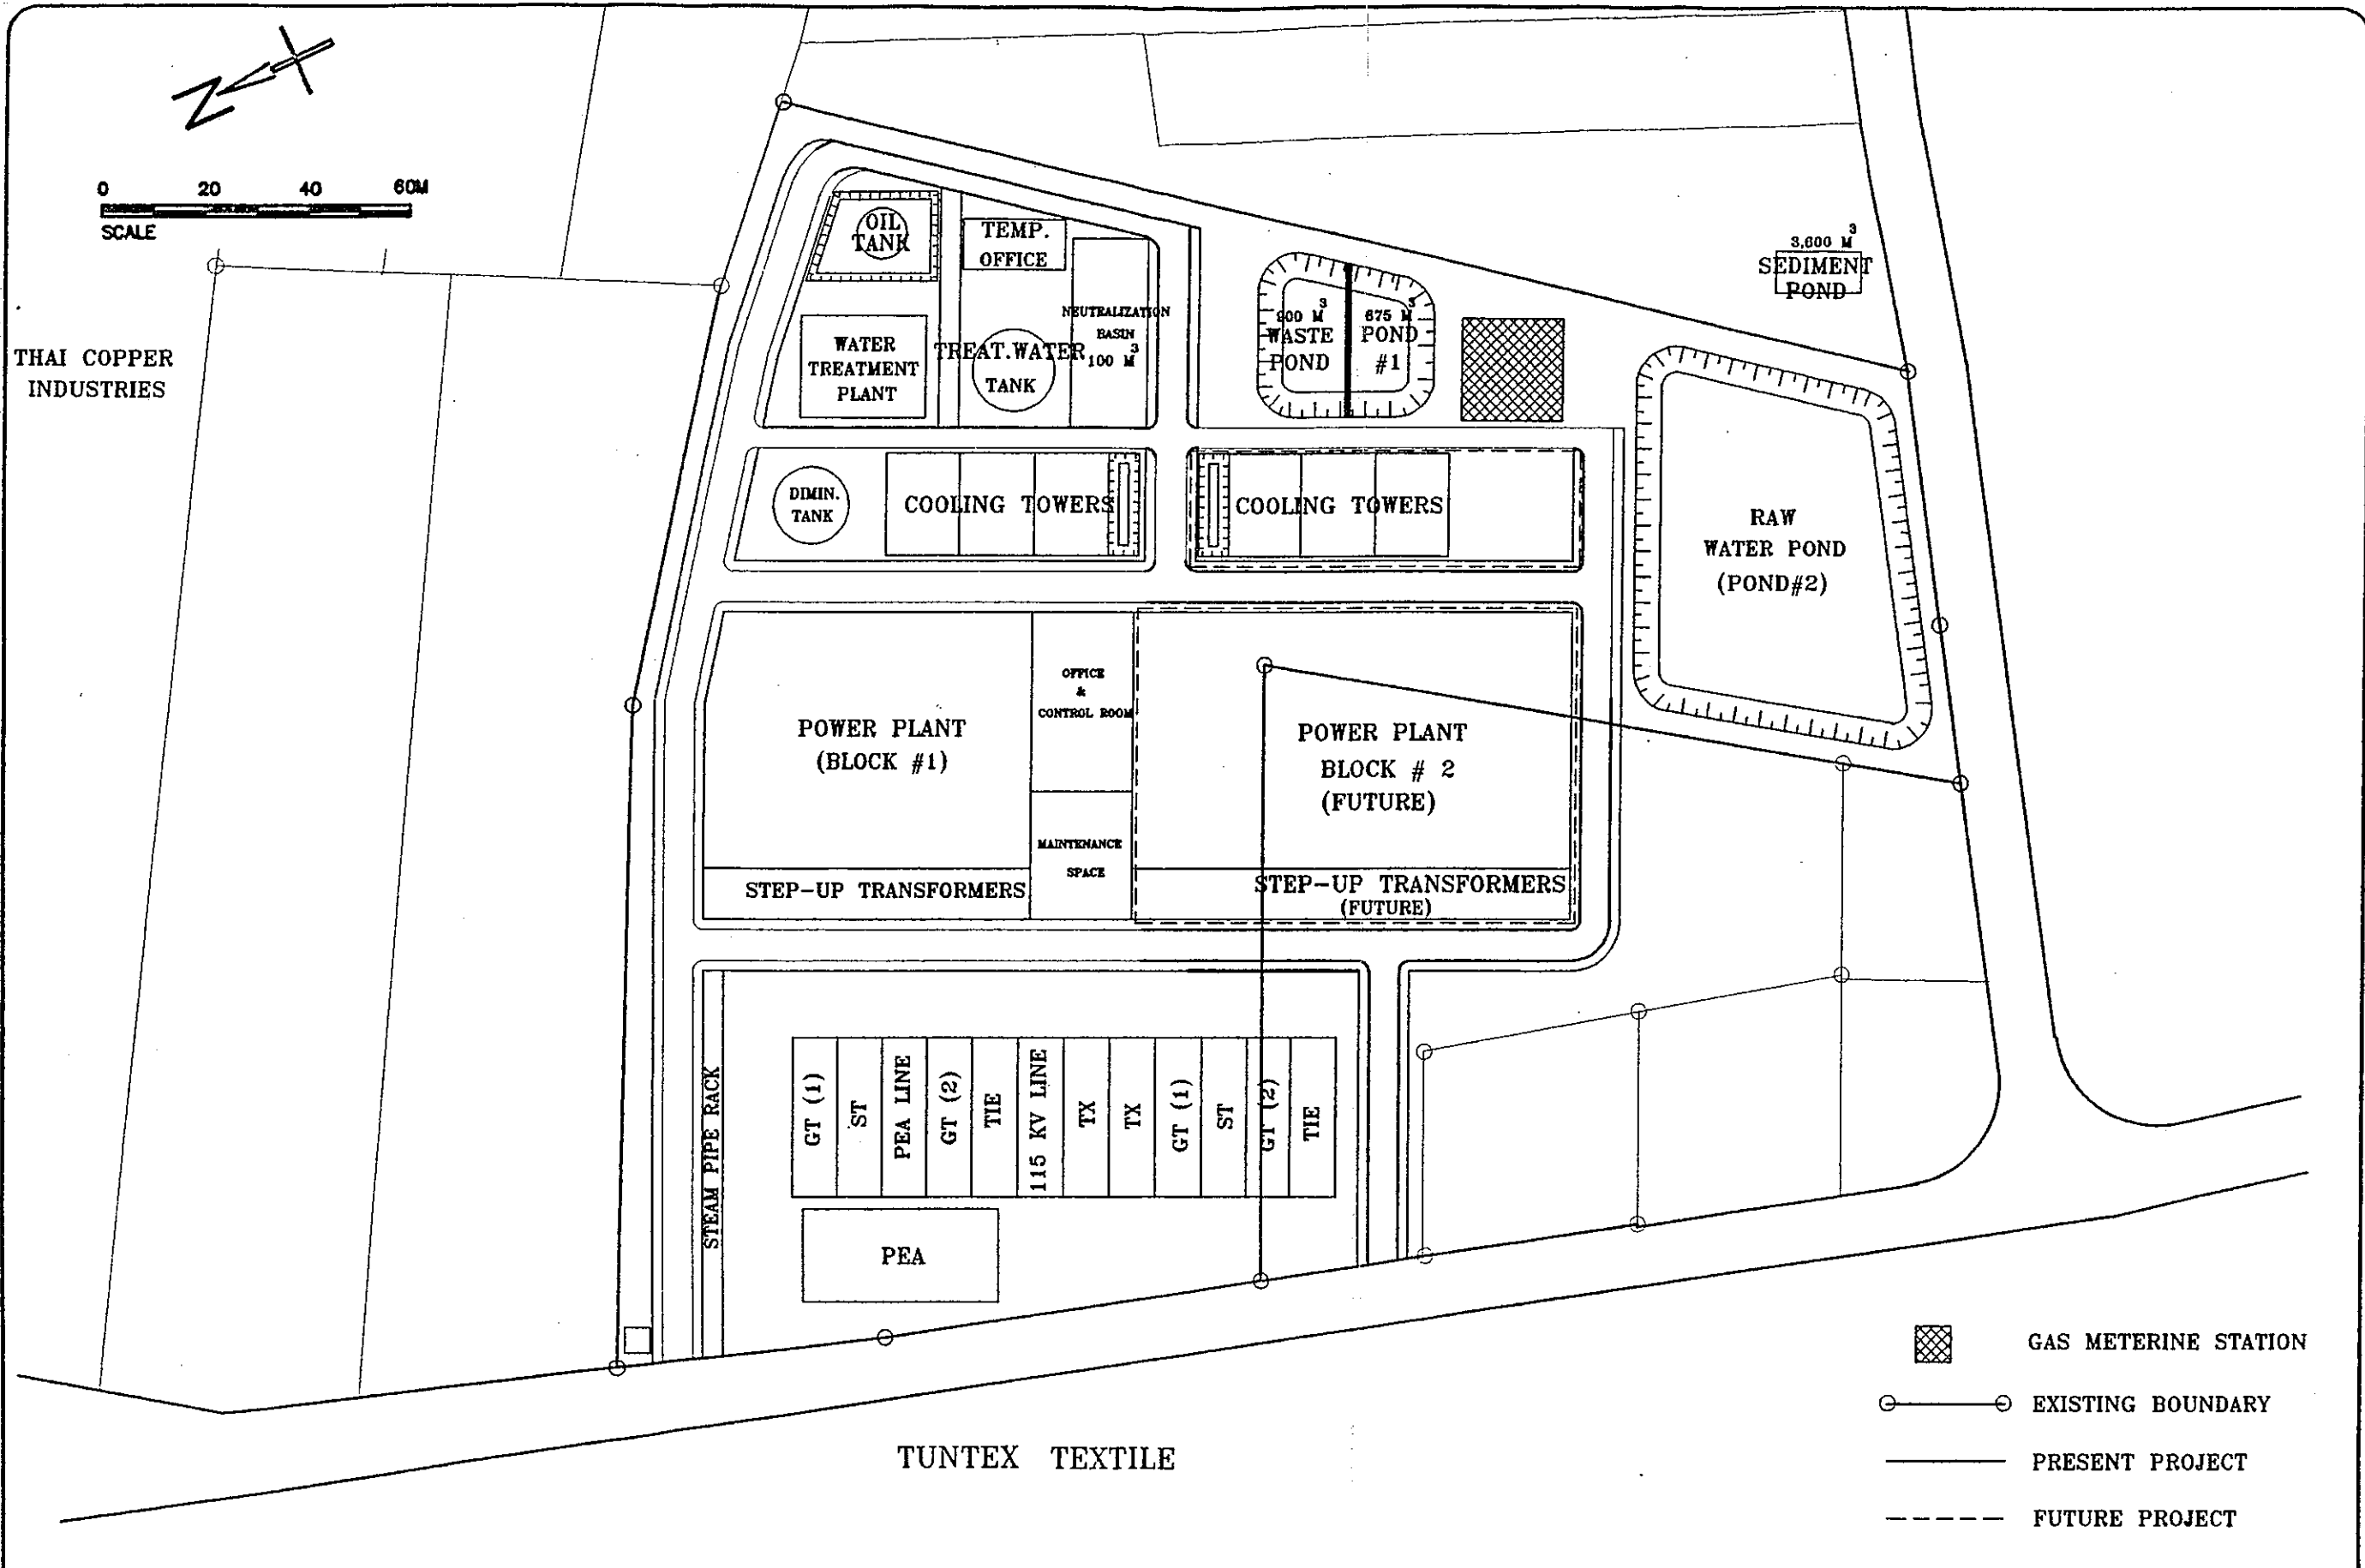 N
0 20 40 60M
SCALE
THAI COPPER
INDUSTRIES
OIL
TANK
TEMP.
OFFICE
NEUTRALIZATION
BASIN
100 M3
WATER
TREATMENT
PLANT
TREAT.WATER
TANK
900 M3
WASTE
POND
675 M3
POND
#1
3,600 M3
SEDIMENT
POND
DIMIN.
TANK
COOLING TOWERS
COOLING TOWERS
RAW
WATER POND
(POND#2)
POWER PLANT
(BLOCK #1)
OFFICE
&
CONTROL ROOM
POWER PLANT
BLOCK # 2
(FUTURE)
MAINTENANCE
SPACE
STEP-UP TRANSFORMERS
STEP-UP TRANSFORMERS
(FUTURE)
STEAM PIPE RACK
GT (1)
ST
PEA LINE
GT (2)
TIE
115 KV LINE
TX
TX
GT (1)
ST
GT (2)
TIE
PEA
TUNTEX TEXTILE
GAS METERINE STATION
EXISTING BOUNDARY
PRESENT PROJECT
FUTURE PROJECT